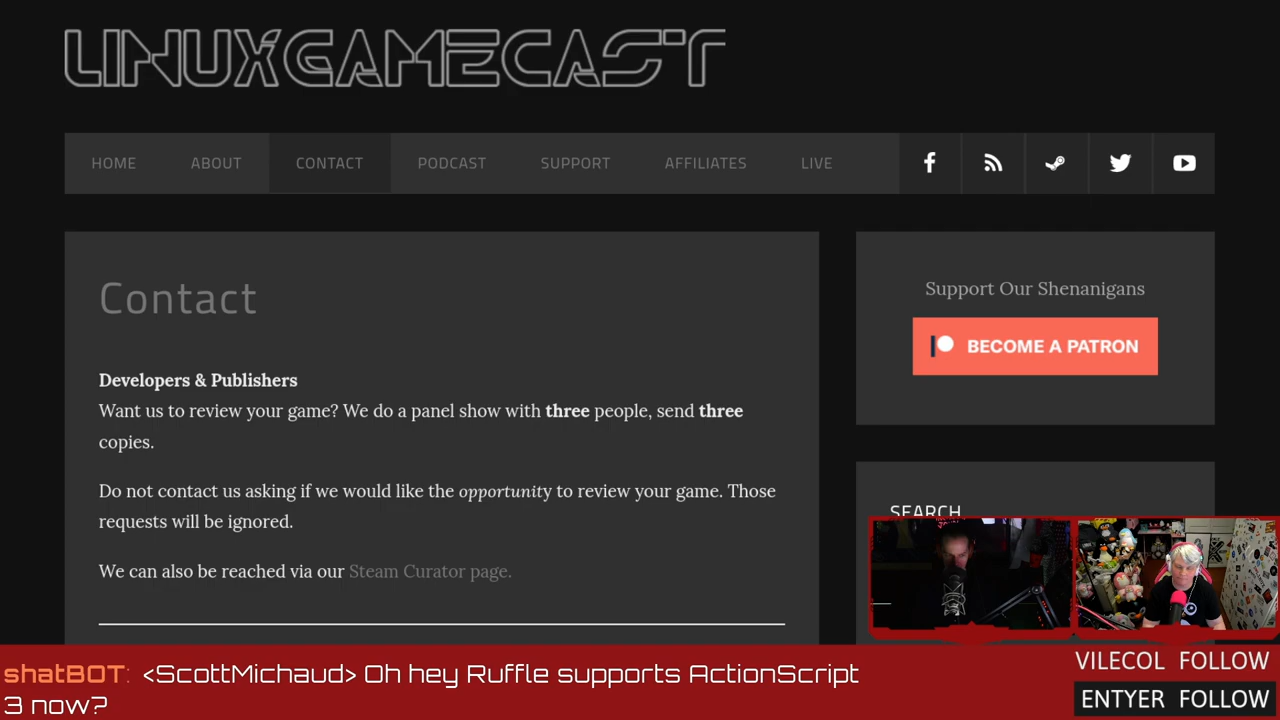 LINUXGAMECAST
HOME ABOUT CONTACT PODCAST SUPPORT AFFILIATES LIVE
Contact
Developers & Publishers
Want us to review your game? We do a panel show with three people, send three
copies.
Do not contact us asking if we would like the opportunity to review your game. Those
requests will be ignored.
We can also be reached via our Steam Curator page.
Support Our Shenanigans
BECOME A PATRON
SEARCH
shatBOT: <ScottMichaud> Oh hey Ruffle supports ActionScript
3 now?
VILECOL FOLLOW
ENTYER FOLLOW